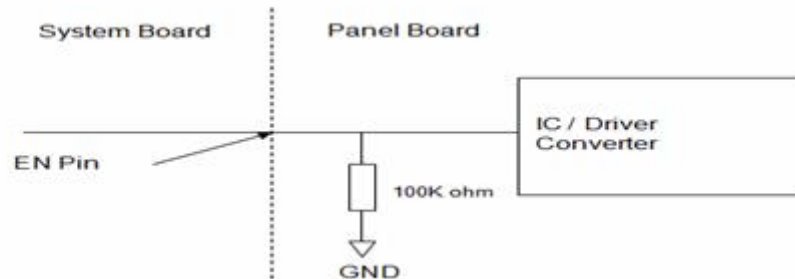 System Board
Panel Board
EN Pin
IC / Driver
Converter
100K ohm
GND